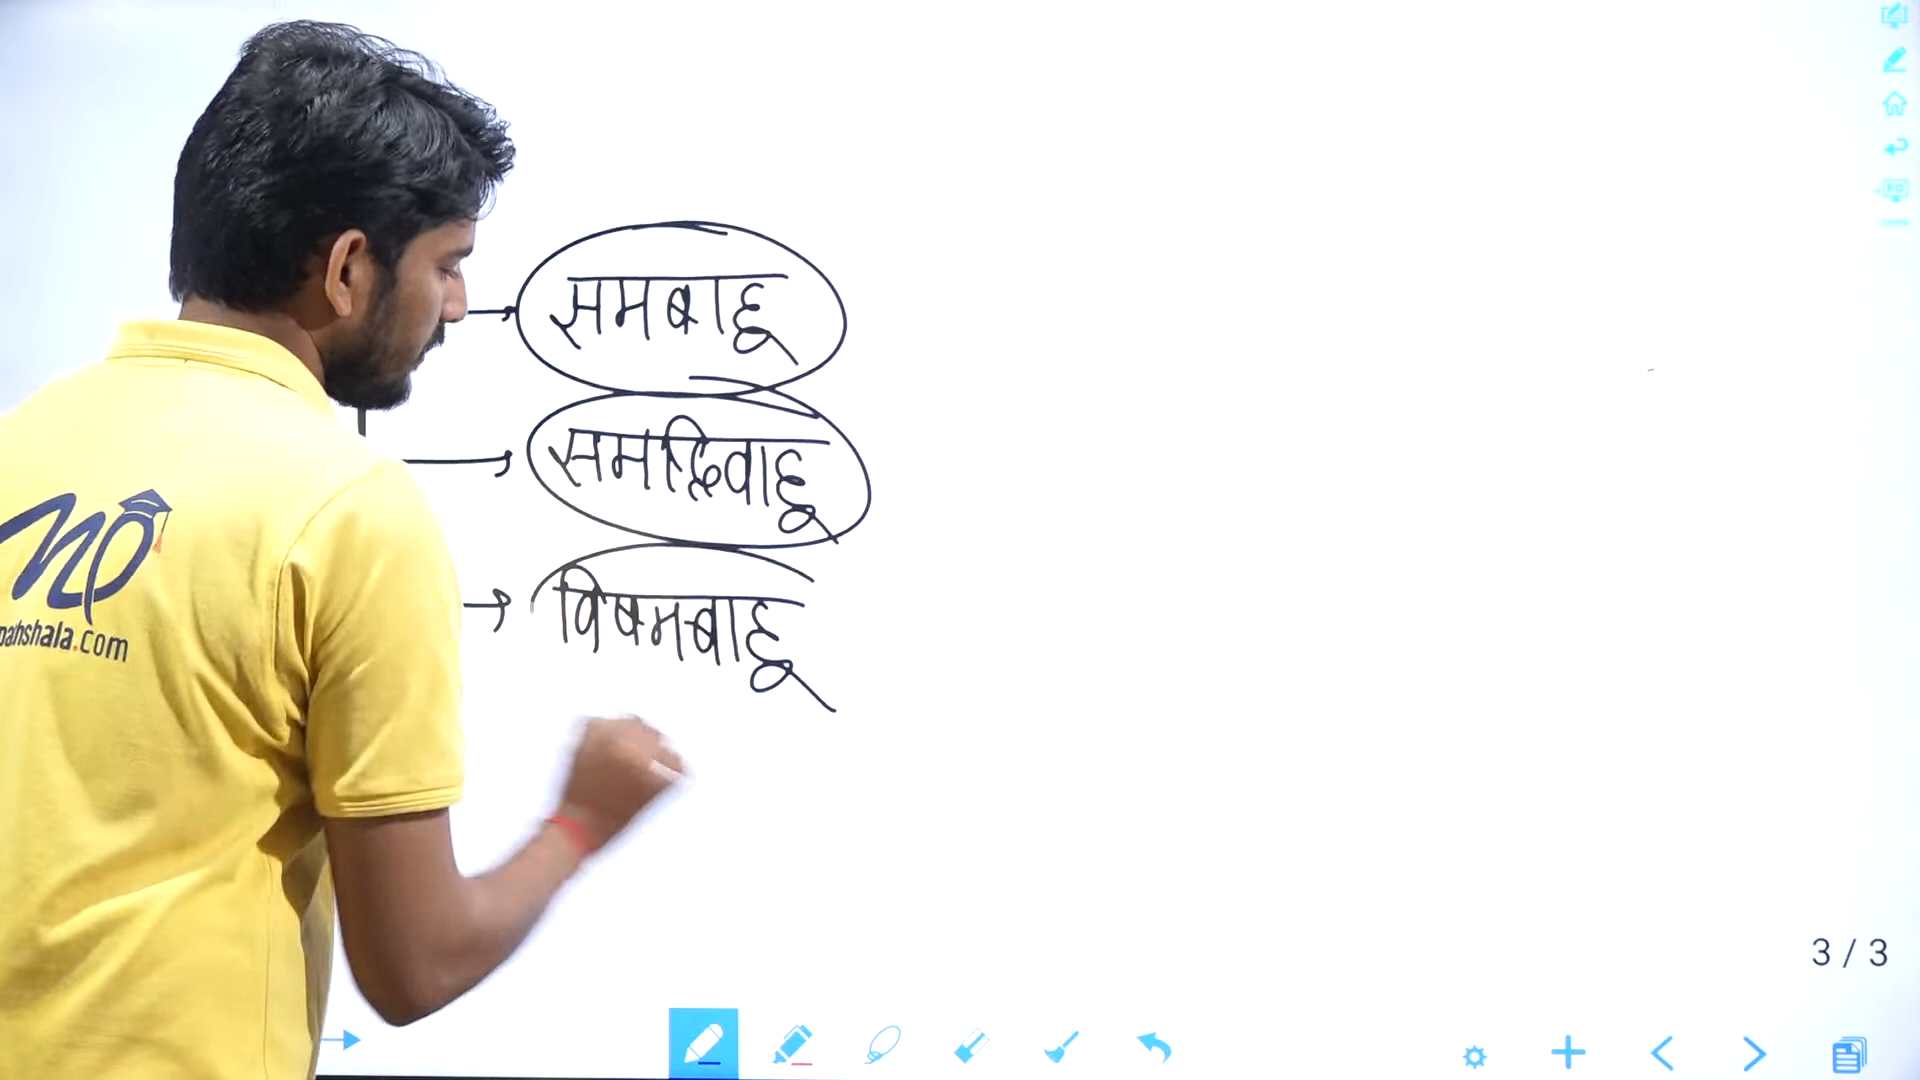 समबाहू
समद्विवाहू
विषमबाहू
pathshala.com
3 / 3